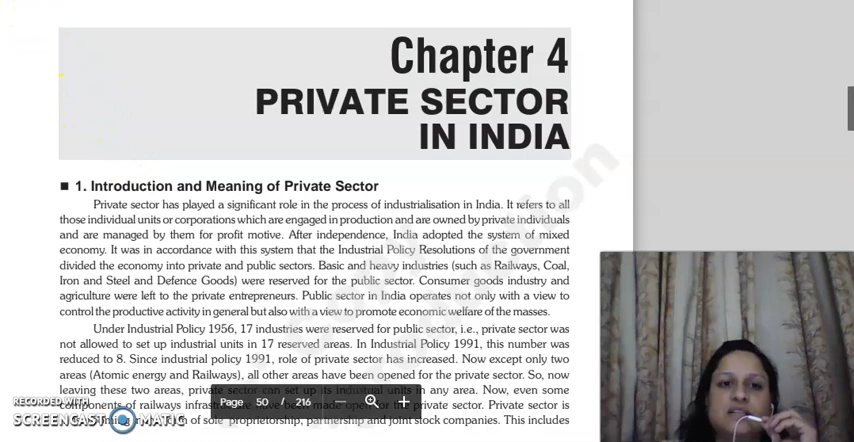 Chapter 4
PRIVATE SECTOR
IN INDIA
■ 1. Introduction and Meaning of Private Sector
Private sector has played a significant role in the process of industrialisation in India. It refers to all
those individual units or corporations which are engaged in production and are owned by private individuals
and are managed by them for profit motive. After independence, India adopted the system of mixed
economy. It was in accordance with this system that the Industrial Policy Resolutions of the government
divided the economy into private and public sectors. Basic and heavy industries (such as Railways, Coal,
Iron and Steel and Defence Goods) were reserved for the public sector. Consumer goods industry and
agriculture were left to the private entrepreneurs. Public sector in India operates not only with a view to
control the productive activity in general but also with a view to promote economic welfare of the masses.
Under Industrial Policy 1956, 17 industries were reserved for public sector, i.e., private sector was
not allowed to set up industrial units in 17 reserved areas. In Industrial Policy 1991, this number was
reduced to 8. Since industrial policy 1991, role of private sector has increased. Now except only two
areas (Atomic energy and Railways), all other areas have been opened for the private sector. So, now
leaving these two areas, private sector can set up its industrial units in any area. Now, even some
components of railways infrast have been made open for the private sector. Private sector is
of sole proprietorship, partnership and joint stock companies. This includes
Page 50 / 216
RECORDED WITH
SCREENCAST MATIC